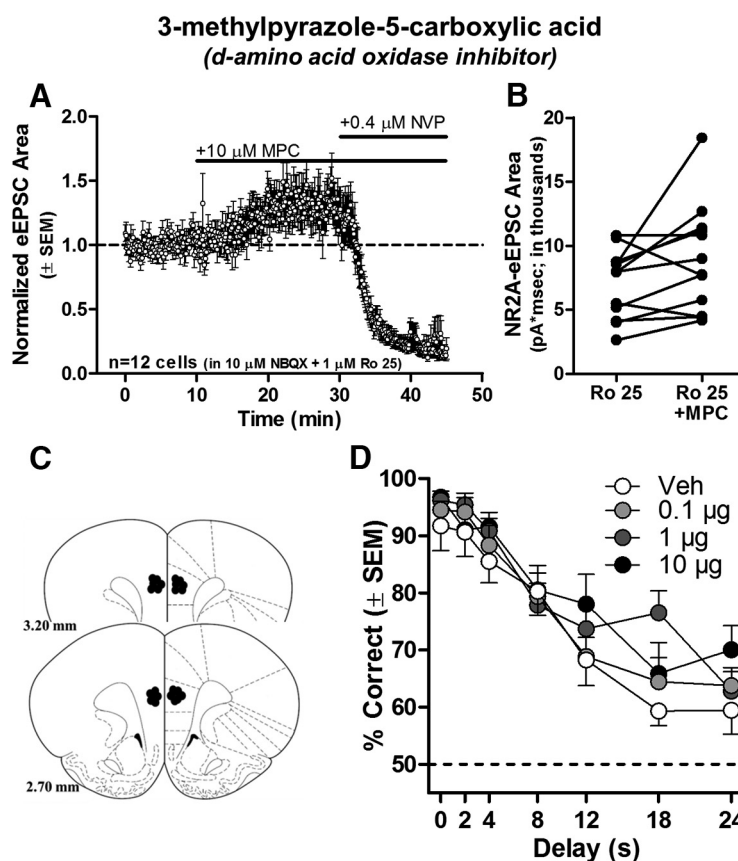 3-methylpyrazole-5-carboxylic acid
(d-amino acid oxidase inhibitor)
A
Normalized eEPSC Area
(± SEM)
2.0
1.5
1.0
0.5
0.0
+0.4 μM NVP
+10 μM MPC
n=12 cells (in 10 μM NBQX + 1 μM Ro 25)
0 10 20 30 40 50
Time (min)
B
NR2A-eEPSC Area
(pA*msec; in thousands)
20
15
10
5
0
Ro 25 Ro 25
+MPC
C
3.20 mm
2.70 mm
D
% Correct (± SEM)
100
90
80
70
60
50
Veh
0.1 µg
1 µg
10 µg
0 2 4 8 12 18 24
Delay (s)